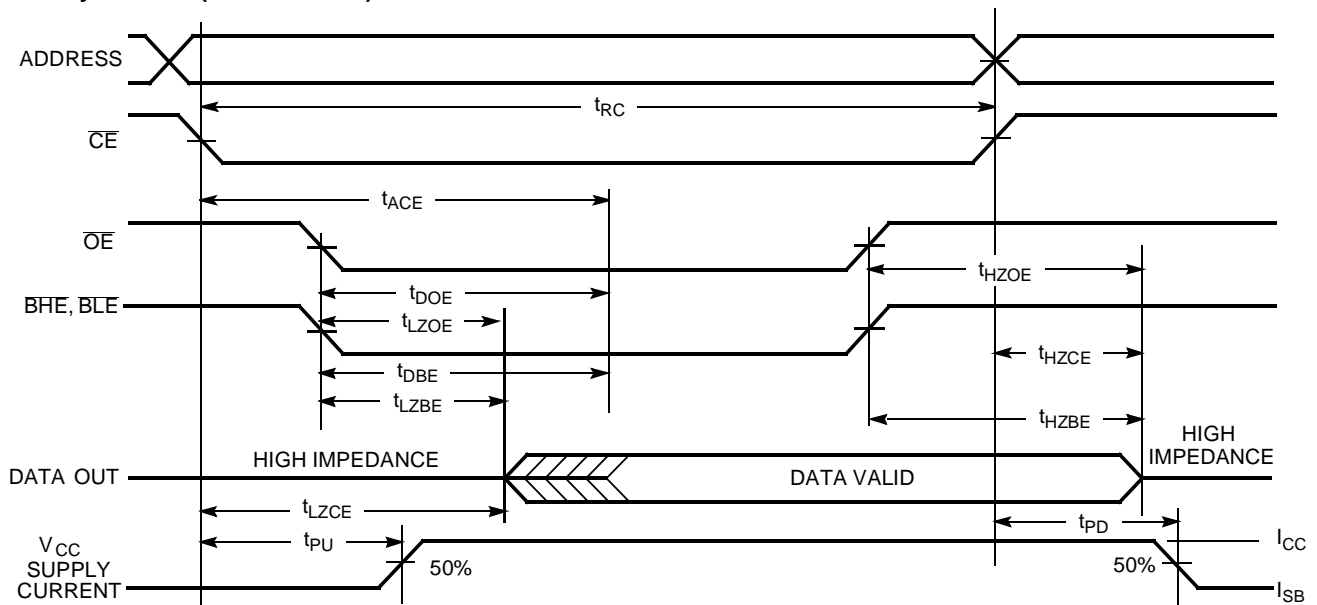 ADDRESS
tRC
CE
tACE
OE
tHZOE
tDOE
BHE, BLE
tLZOE
tHZCE
tDBE
tLZBE
tHZBE
HIGH
IMPEDANCE
HIGH IMPEDANCE
DATA OUT
DATA VALID
tLZCE
tPD
tPU
VCC
SUPPLY
CURRENT
50%
50%
ICC
ISB